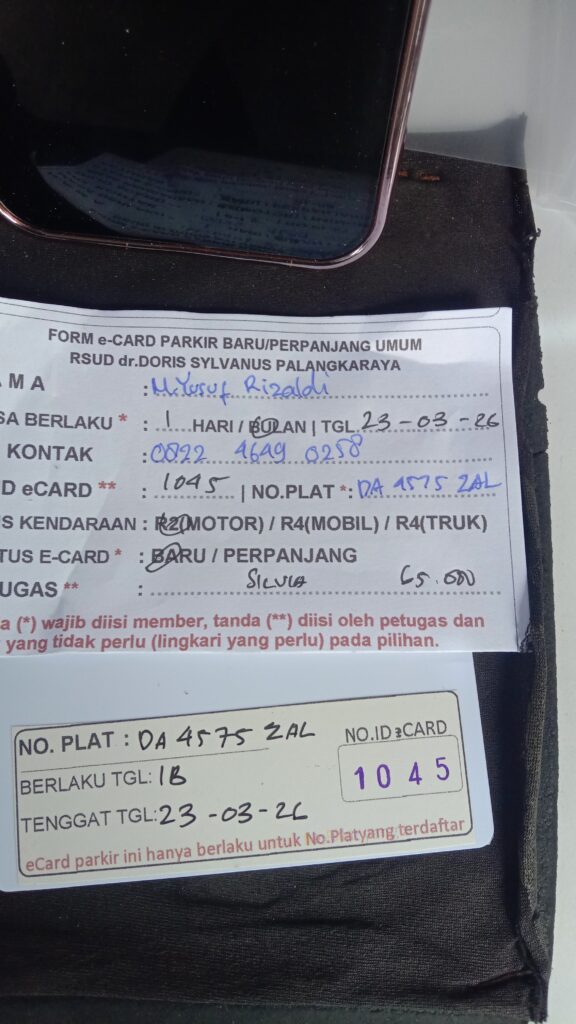 FORM e-CARD PARKIR BARU/PERPANJANG UMUM
RSUD dr.DORIS SYLVANUS PALANGKARAYA
A M A : M.Yusuf Rizaldi
SA BERLAKU * : 1 HARI / BULAN | TGL. 23-03-26
KONTAK : 0822 4649 0258
D eCARD ** : 1045 | NO.PLAT *: DA 4575 ZAL
S KENDARAAN : R2(MOTOR) / R4(MOBIL) / R4(TRUK)
TUS E-CARD * : BARU / PERPANJANG
UGAS ** : SILVIA 65.000
a (*) wajib diisi member, tanda (**) diisi oleh petugas dan
yang tidak perlu (lingkari yang perlu) pada pilihan.
NO. PLAT : DA 4575 ZAL
NO.ID eCARD
1045
BERLAKU TGL: 1B
TENGGAT TGL: 23-03-26
eCard parkir ini hanya berlaku untuk No.Platyang terdaftar